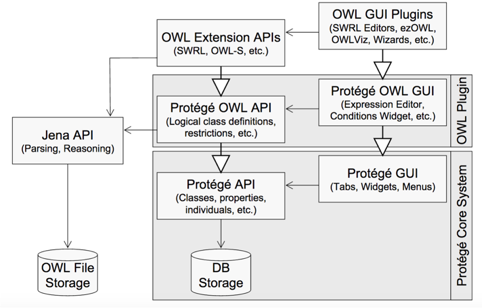 OWL GUI Plugins
(SWRL Editors, ezOWL,
OWLViz, Wizards, etc.)
OWL Extension APIs
(SWRL, OWL-S, etc.)
Protégé OWL API
(Logical class definitions,
restrictions, etc.)
Protégé OWL GUI
(Expression Editor,
Conditions Widget, etc.)
OWL Plugin
Jena API
(Parsing, Reasoning)
Protégé API
(Classes, properties,
individuals, etc.)
Protégé GUI
(Tabs, Widgets, Menus)
Protégé Core System
OWL File
Storage
DB
Storage